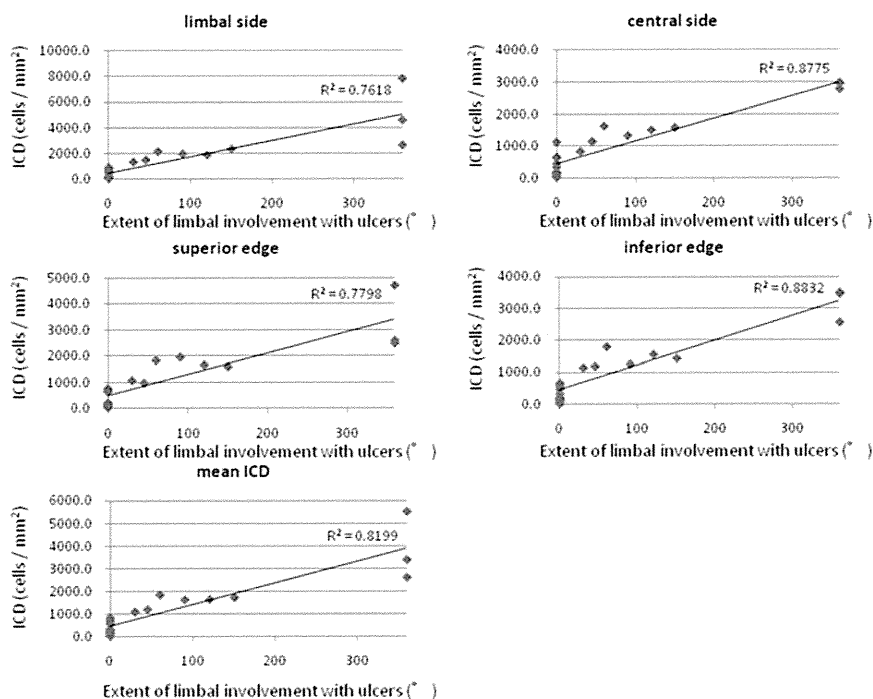 limbal side
ICD (cells / mm²)
10000.0
8000.0
6000.0
4000.0
2000.0
0.0
R² = 0.7618
0 100 200 300
Extent of limbal involvement with ulcers (° )
central side
ICD (cells / mm²)
4000.0
3000.0
2000.0
1000.0
0.0
R² = 0.8775
0 100 200 300
Extent of limbal involvement with ulcers (° )
superior edge
ICD (cells / mm²)
5000.0
4000.0
3000.0
2000.0
1000.0
0.0
R² = 0.7798
0 100 200 300
Extent of limbal involvement with ulcers (° )
inferior edge
ICD (cells / mm²)
4000.0
3000.0
2000.0
1000.0
0.0
R² = 0.8832
0 100 200 300
Extent of limbal involvement with ulcers (° )
mean ICD
ICD (cells / mm²)
6000.0
5000.0
4000.0
3000.0
2000.0
1000.0
0.0
R² = 0.8199
0 100 200 300
Extent of limbal involvement with ulcers (° )